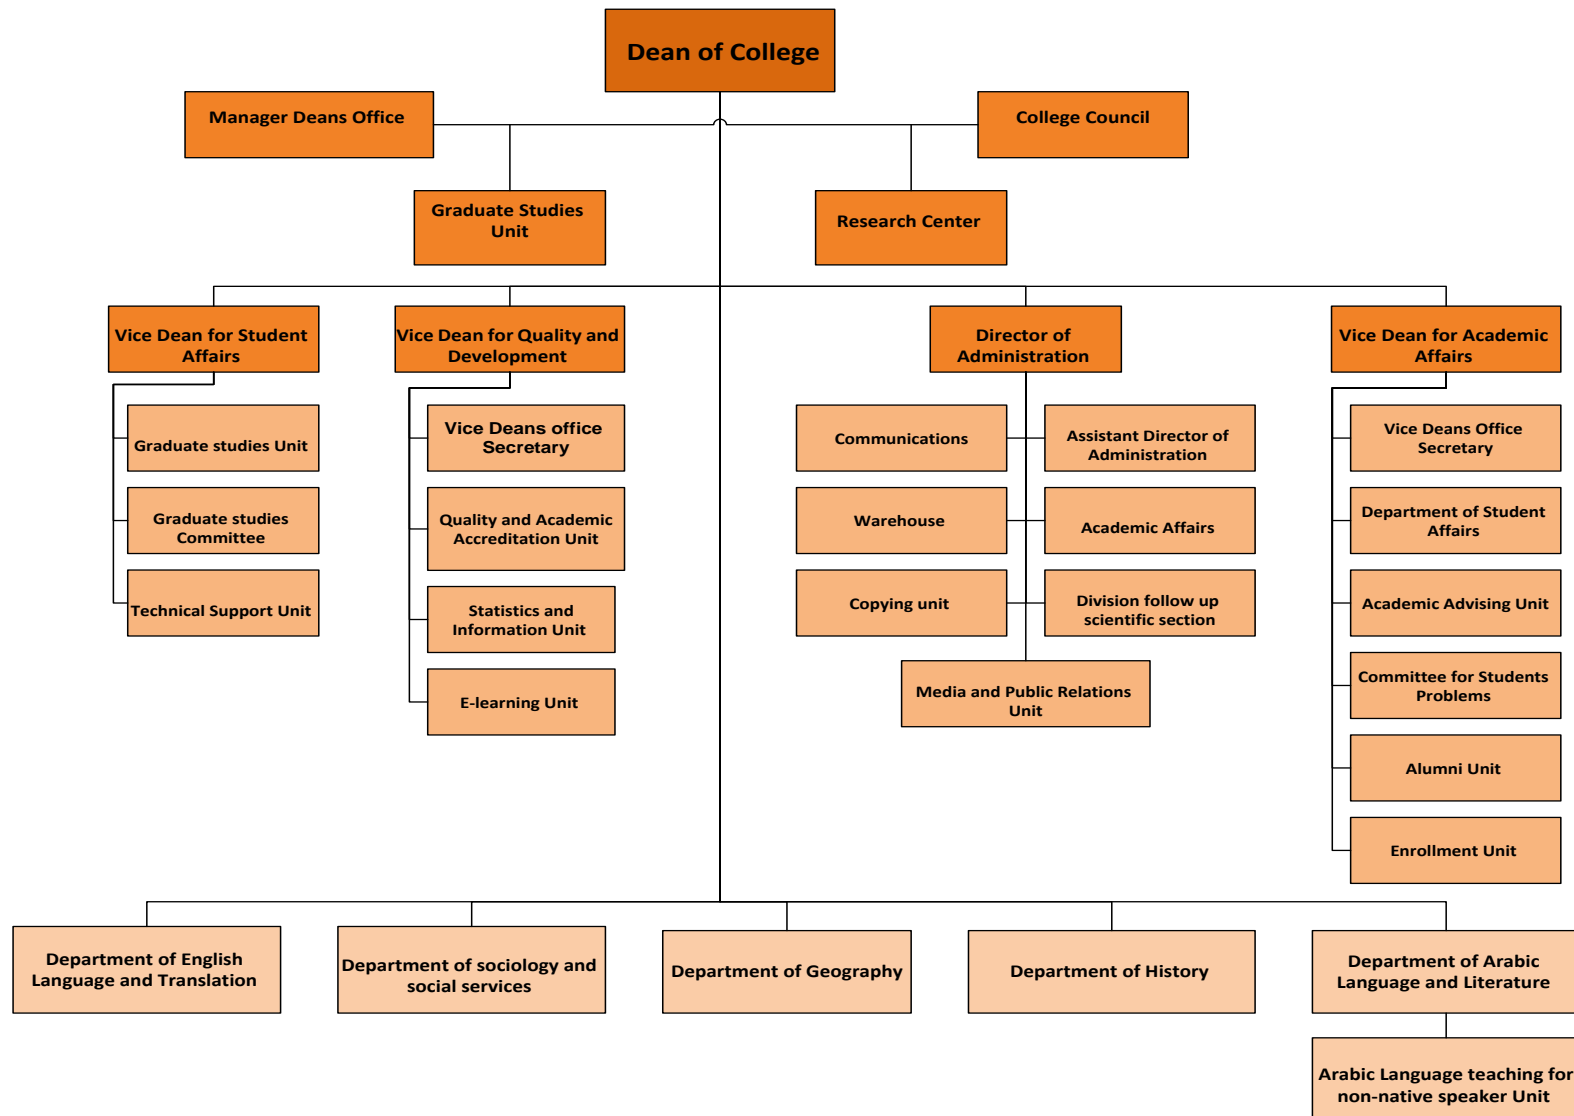 Dean of College
Manager Deans Office
College Council
Graduate Studies
Unit
Research Center
Vice Dean for Student
Affairs
Vice Dean for Quality and
Development
Director of
Administration
Vice Dean for Academic
Affairs
Graduate studies Unit
Graduate studies
Committee
Technical Support Unit
Vice Deans office
Secretary
Quality and Academic
Accreditation Unit
Statistics and
Information Unit
E-learning Unit
Communications
Assistant Director of
Administration
Warehouse
Academic Affairs
Copying unit
Division follow up
scientific section
Media and Public Relations
Unit
Vice Deans Office
Secretary
Department of Student
Affairs
Academic Advising Unit
Committee for Students
Problems
Alumni Unit
Enrollment Unit
Department of English
Language and Translation
Department of sociology and
social services
Department of Geography
Department of History
Department of Arabic
Language and Literature
Arabic Language teaching for
non-native speaker Unit